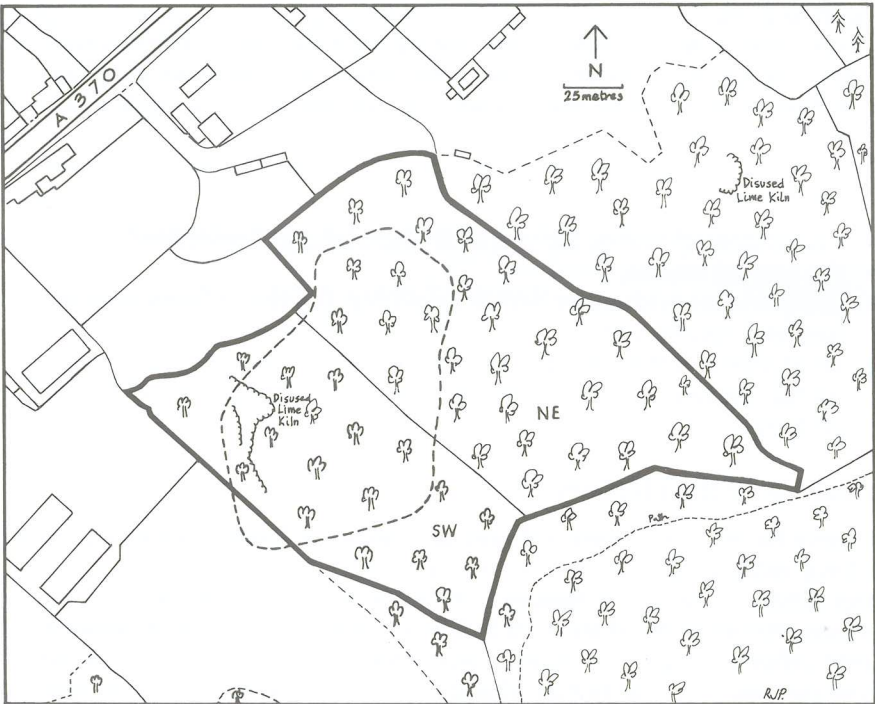 A 370
N
25 metres
Disused
Lime Kiln
Disused
Lime
Kiln
NE
Path
SW
RJP.